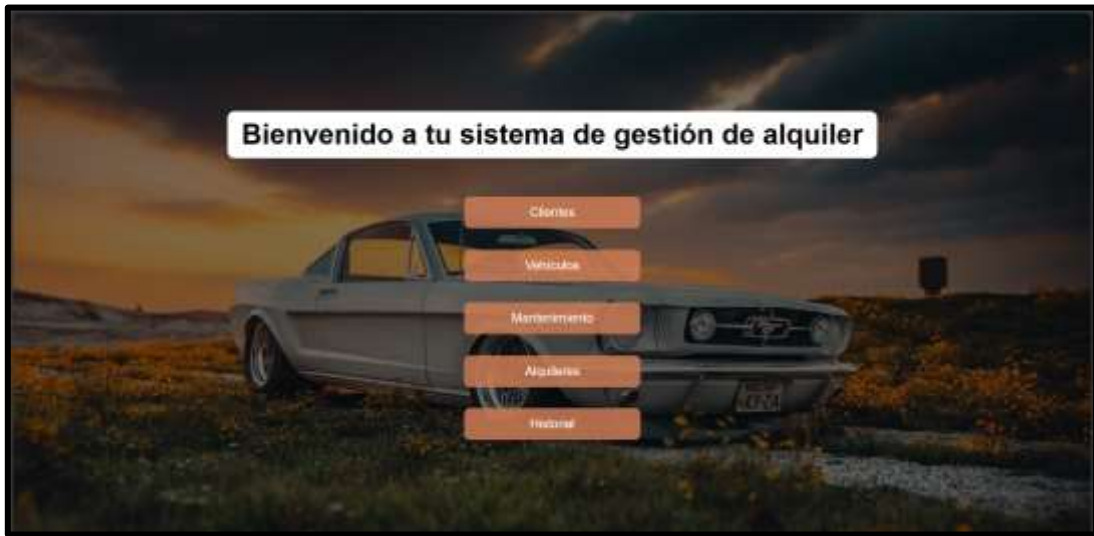 Bienvenido a tu sistema de gestión de alquiler
Clientes
Vehículos
Mantenimiento
Alquileres
Historial